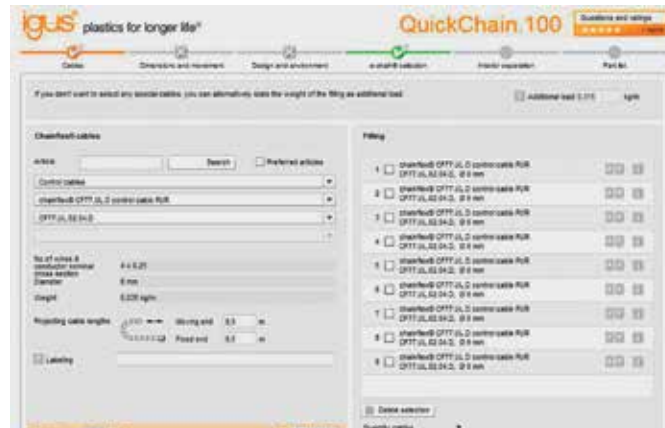 igus plastics for longer life®
QuickChain 100
Questions and ratings
Cables
Dimensions and movement
Design and environment
e-chain® selection
Interior separation
Part list
If you don't want to select any special cables, you can alternatively state the weight of the filling as additional load.
Additional load 0,315 kg/m
Chainflex® cables
Article
Search
Preferred articles
Control cables
chainflex® CF77.UL.D control cable PUR
CF77.UL.02.04.D
No.of wires & conductor nominal cross section
4 x 0.25
Diameter
6 mm
Weight
0,035 kg/m
Projecting cable lengths
Moving end 0,5 m
Fixed end 0,5 m
Labeling
Filling
1 chainflex® CF77.UL.D control cable PUR
CF77.UL.02.04.D, Ø 6 mm
2 chainflex® CF77.UL.D control cable PUR
CF77.UL.02.04.D, Ø 6 mm
3 chainflex® CF77.UL.D control cable PUR
CF77.UL.02.04.D, Ø 6 mm
4 chainflex® CF77.UL.D control cable PUR
CF77.UL.02.04.D, Ø 6 mm
5 chainflex® CF77.UL.D control cable PUR
CF77.UL.02.04.D, Ø 6 mm
6 chainflex® CF77.UL.D control cable PUR
CF77.UL.02.04.D, Ø 6 mm
7 chainflex® CF77.UL.D control cable PUR
CF77.UL.02.04.D, Ø 6 mm
8 chainflex® CF77.UL.D control cable PUR
CF77.UL.02.04.D, Ø 6 mm
9 chainflex® CF77.UL.D control cable PUR
CF77.UL.02.04.D, Ø 6 mm
Delete selection
Quantity cables